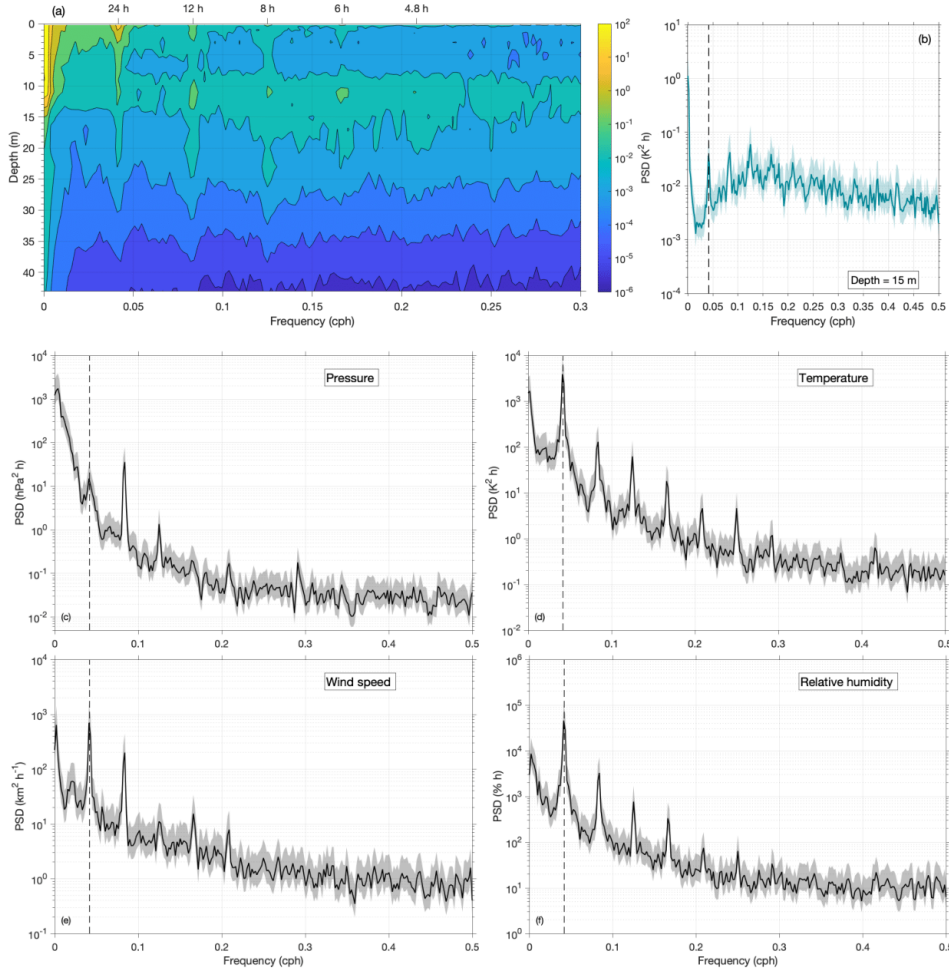 (a)
24 h 12 h 8 h 6 h 4.8 h
0
5
10
15
20
25
30
35
40
Depth (m)
0 0.05 0.1 0.15 0.2 0.25 0.3
Frequency (cph)
10^2
10^1
10^0
10^-1
10^-2
10^-3
10^-4
10^-5
10^-6
(b)
10^1
10^0
10^-1
10^-2
10^-3
10^-4
PSD (K^2 h)
Depth = 15 m
0 0.05 0.1 0.15 0.2 0.25 0.3 0.35 0.4 0.45 0.5
Frequency (cph)
Pressure
10^4
10^3
10^2
10^1
10^0
10^-1
10^-2
PSD (hPa^2 h)
(c)
0 0.1 0.2 0.3 0.4 0.5
Temperature
10^4
10^3
10^2
10^1
10^0
10^-1
10^-2
PSD (K^2 h)
(d)
0 0.1 0.2 0.3 0.4 0.5
Wind speed
10^4
10^3
10^2
10^1
10^0
10^-1
PSD (km^2 h^-1)
(e)
0 0.1 0.2 0.3 0.4 0.5
Frequency (cph)
Relative humidity
10^6
10^5
10^4
10^3
10^2
10^1
10^0
PSD (% h)
(f)
0 0.1 0.2 0.3 0.4 0.5
Frequency (cph)